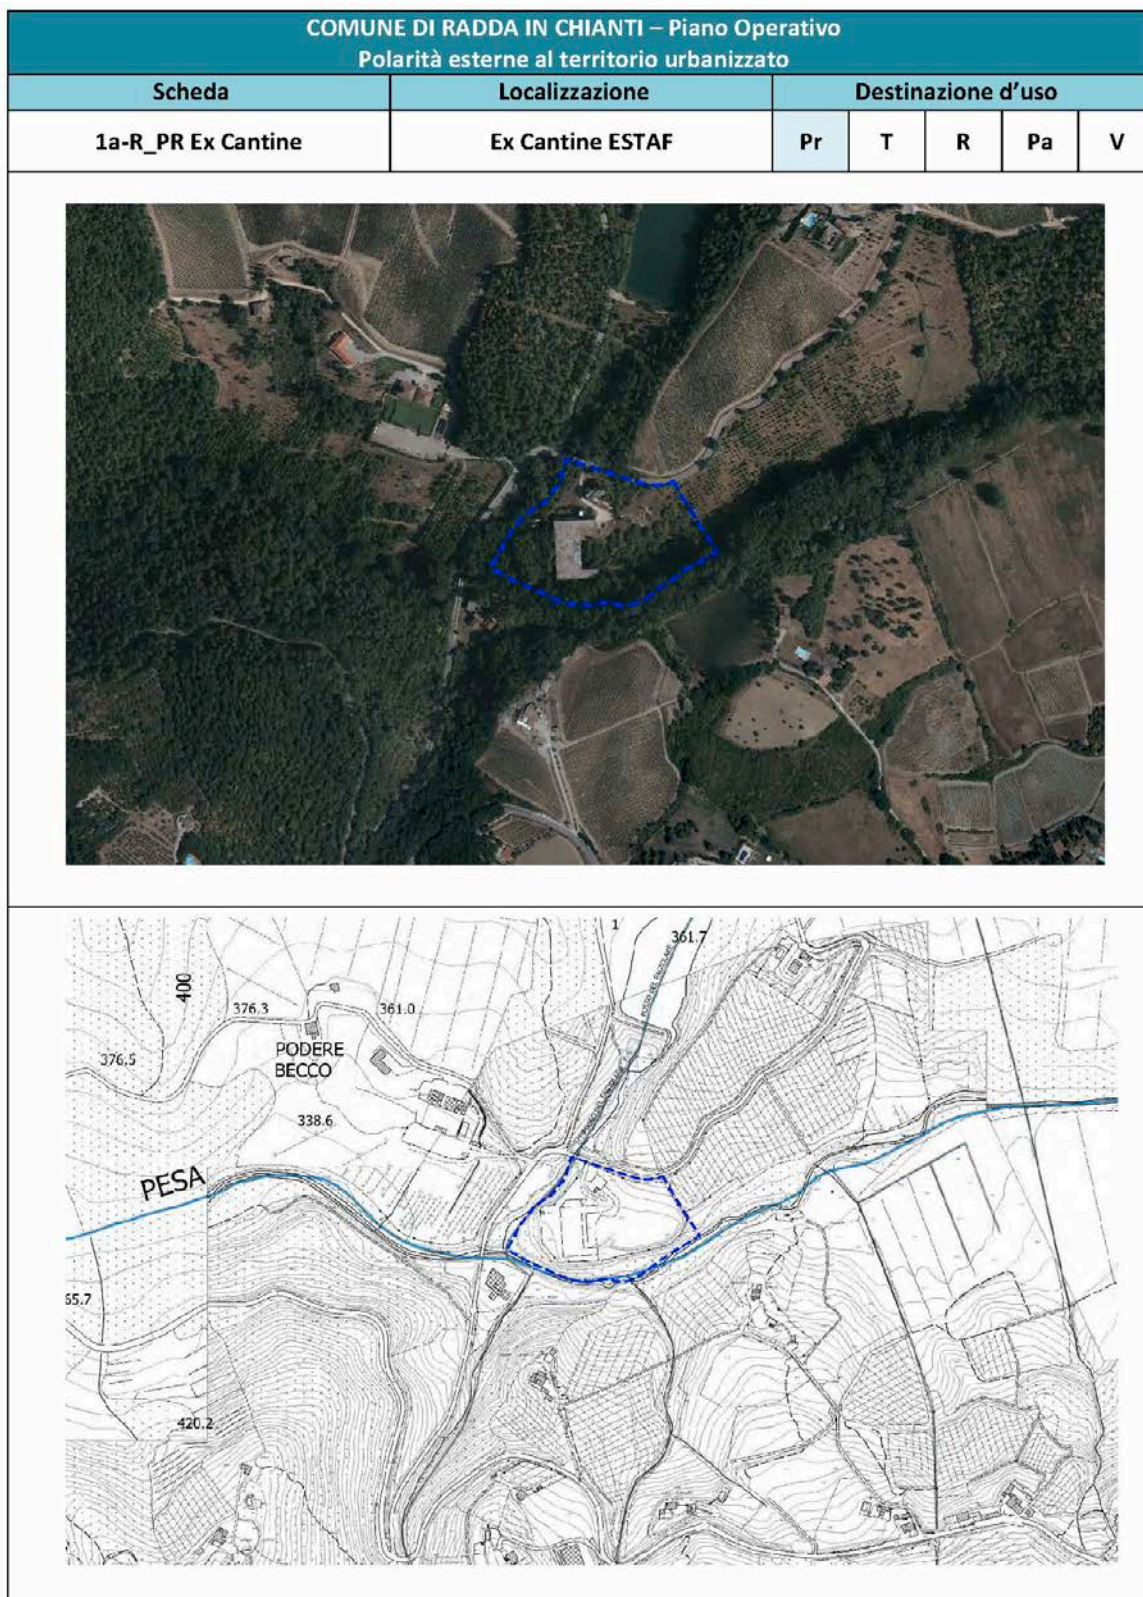 COMUNE DI RADDA IN CHIANTI – Piano Operativo
Polarità esterne al territorio urbanizzato
Scheda Localizzazione Destinazione d'uso
1a-R_PR Ex Cantine Ex Cantine ESTAF Pr T R Pa V
1
361.7
400
376.3
361.0
PODERE
BECCO
376.5
338.6
PESA
65.7
420.2